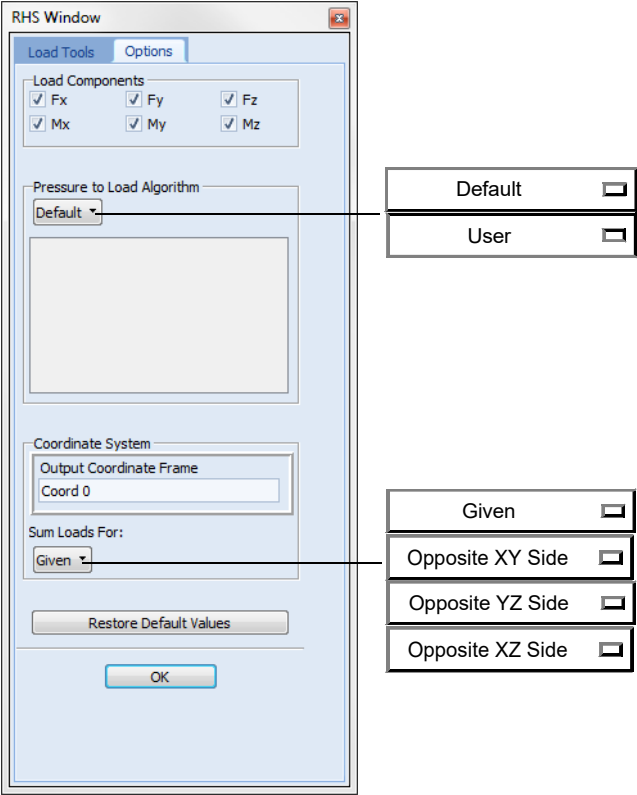 RHS Window
Load Tools Options
Load Components
Fx Fy Fz
Mx My Mz
Pressure to Load Algorithm
Default
Default
User
Coordinate System
Output Coordinate Frame
Coord 0
Sum Loads For:
Given
Given
Opposite XY Side
Opposite YZ Side
Opposite XZ Side
Restore Default Values
OK